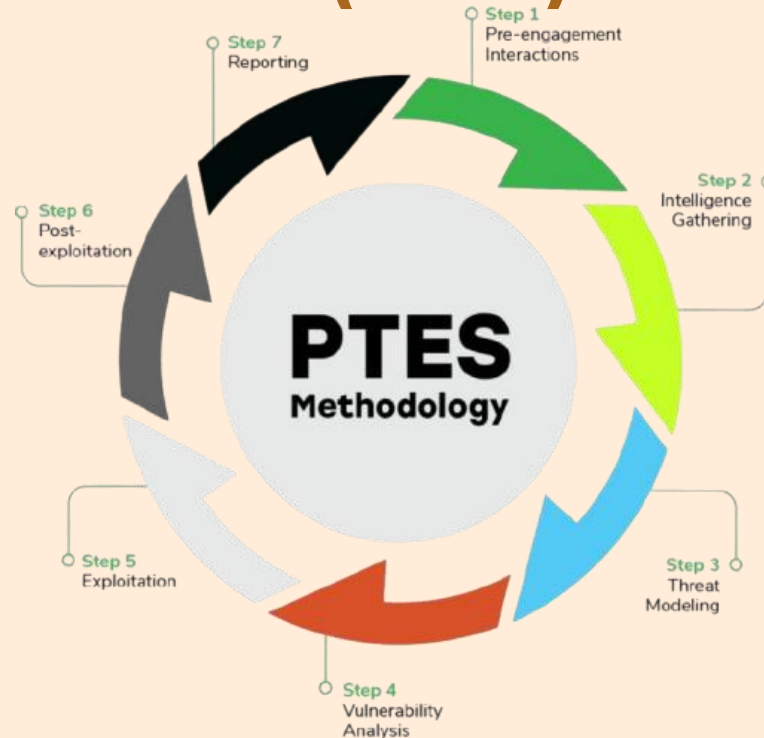 Step 1
Pre-engagement
Interactions
Step 2
Intelligence
Gathering
Step 3
Threat
Modeling
Step 4
Vulnerability
Analysis
Step 5
Exploitation
Step 6
Post-
exploitation
Step 7
Reporting
PTES
Methodology